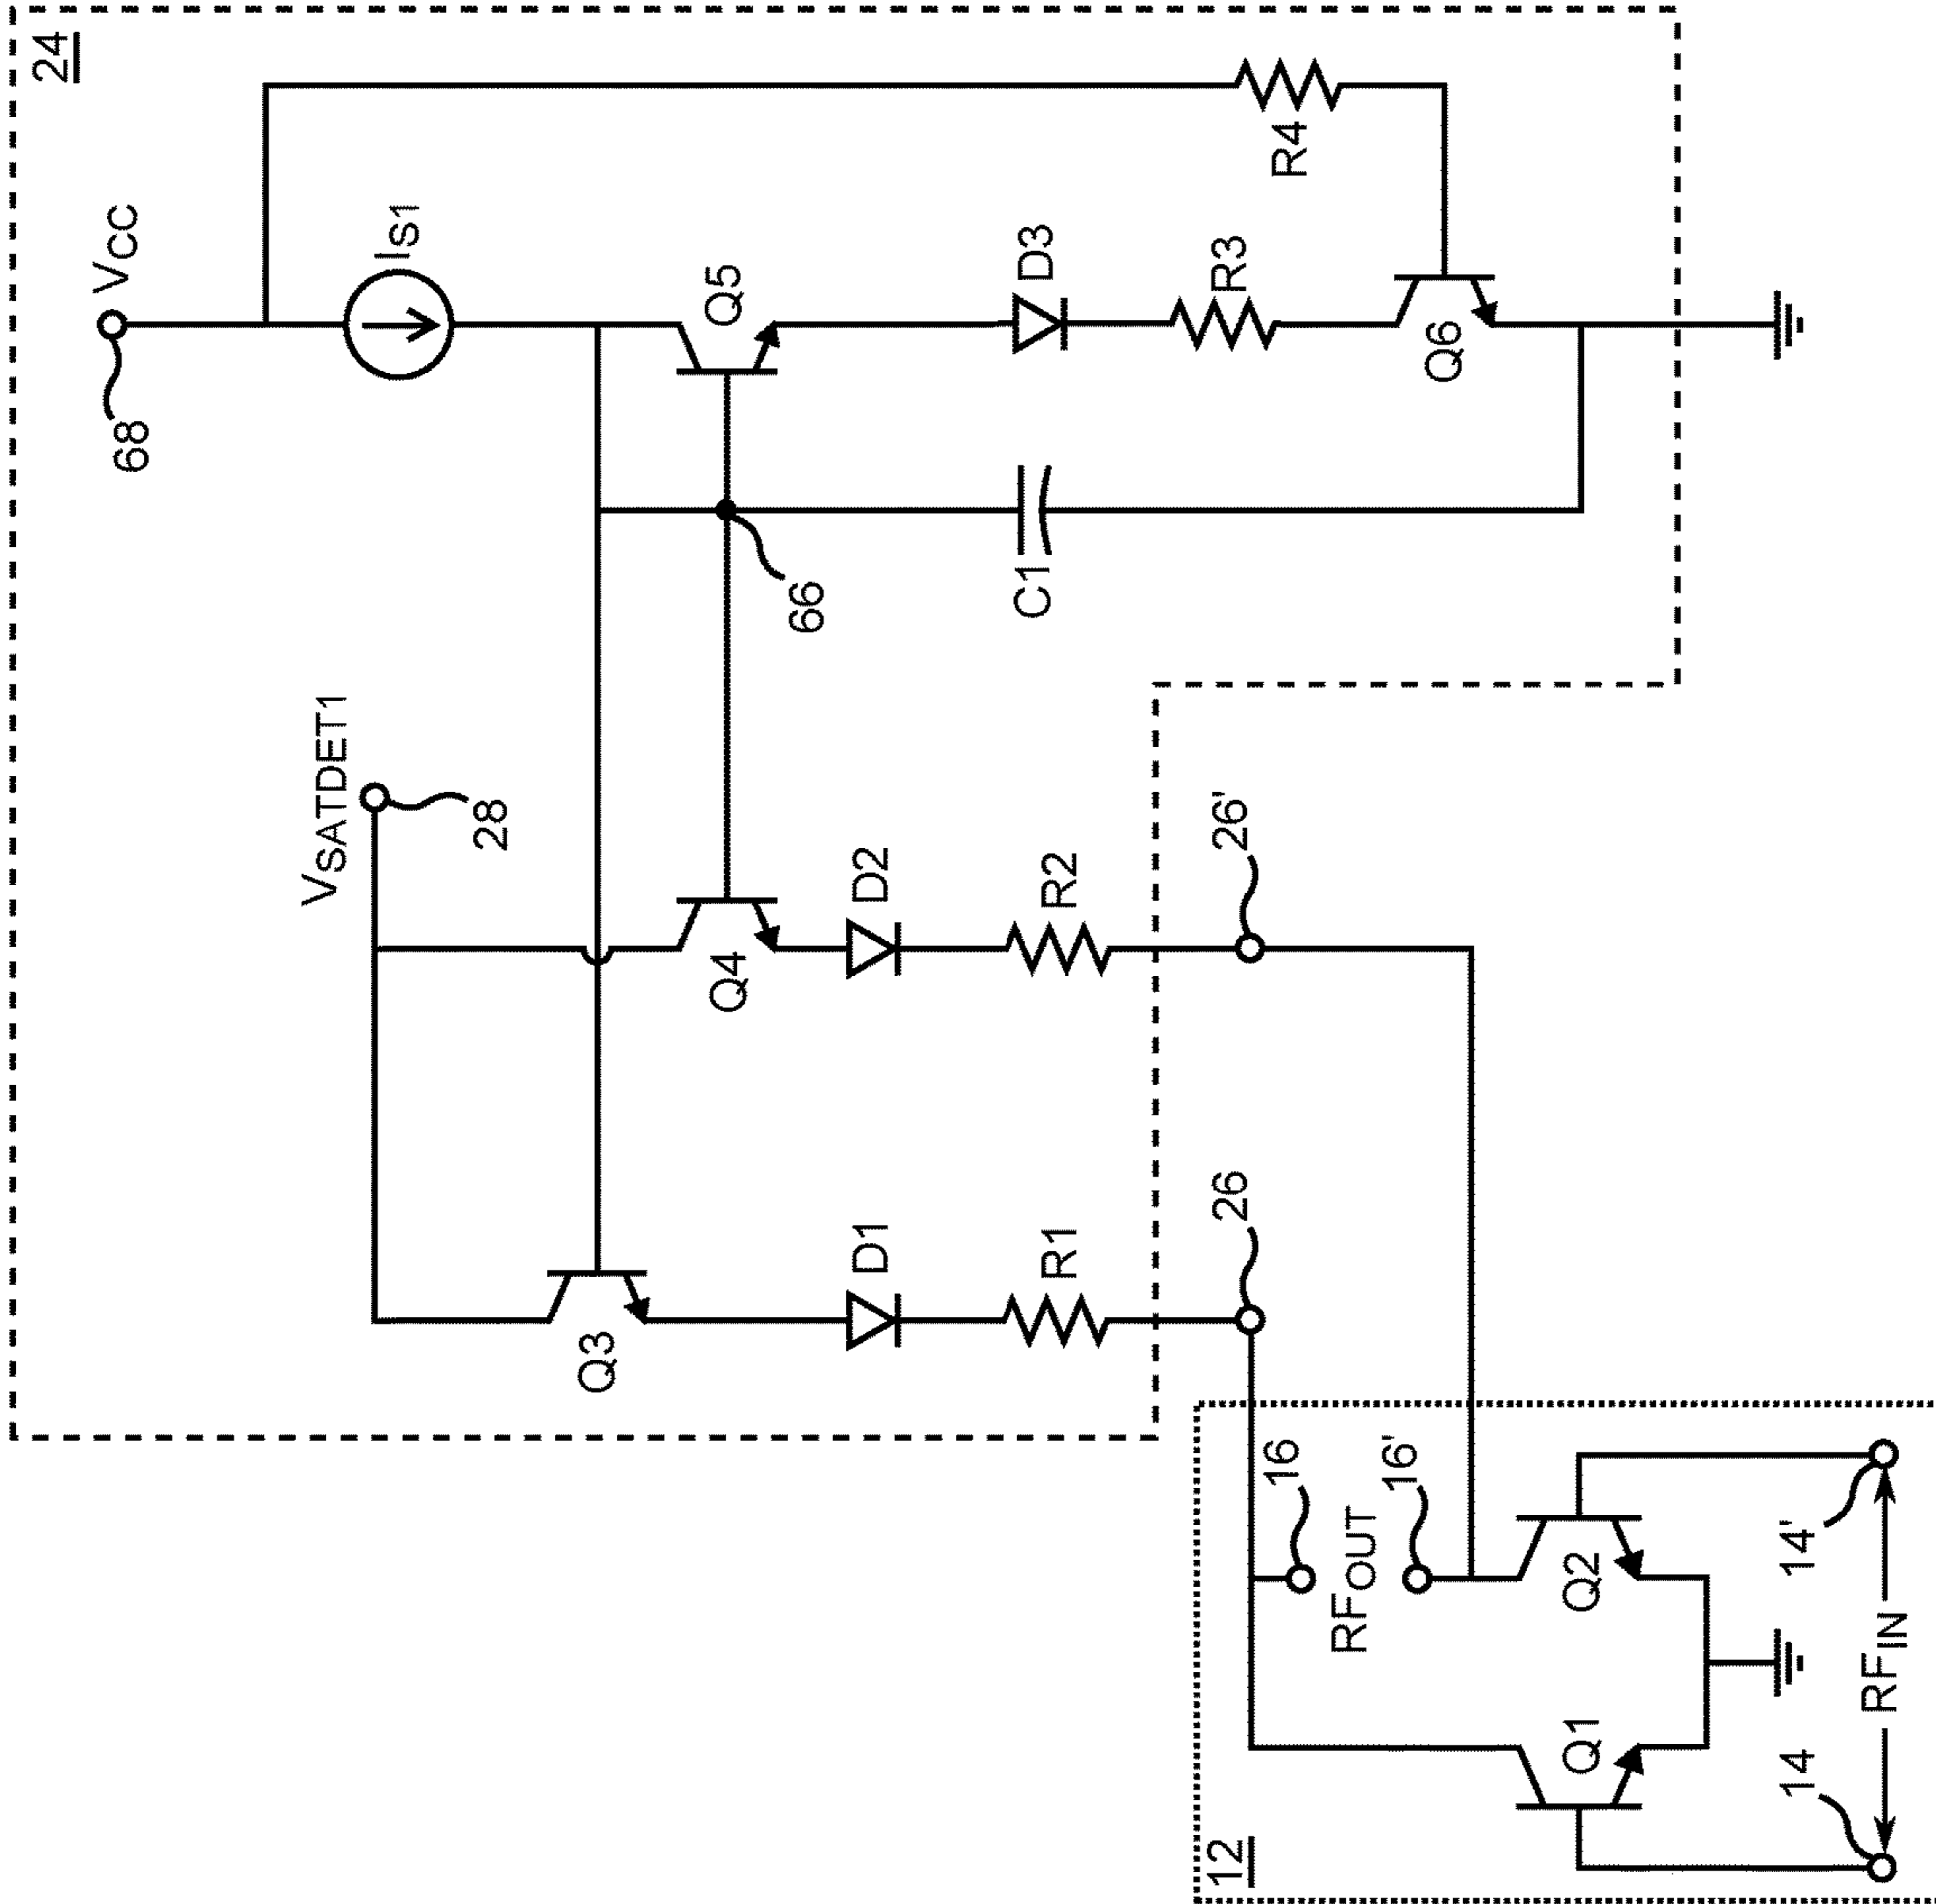 24
VCC
68
IS1
R4
Q5
D3
R3
Q6
66
C1
VSATDET1
28
Q4
D2
R2
26'
Q3
D1
R1
26
12
16
RFOUT
16'
Q1
Q2
14
RFIN
14'